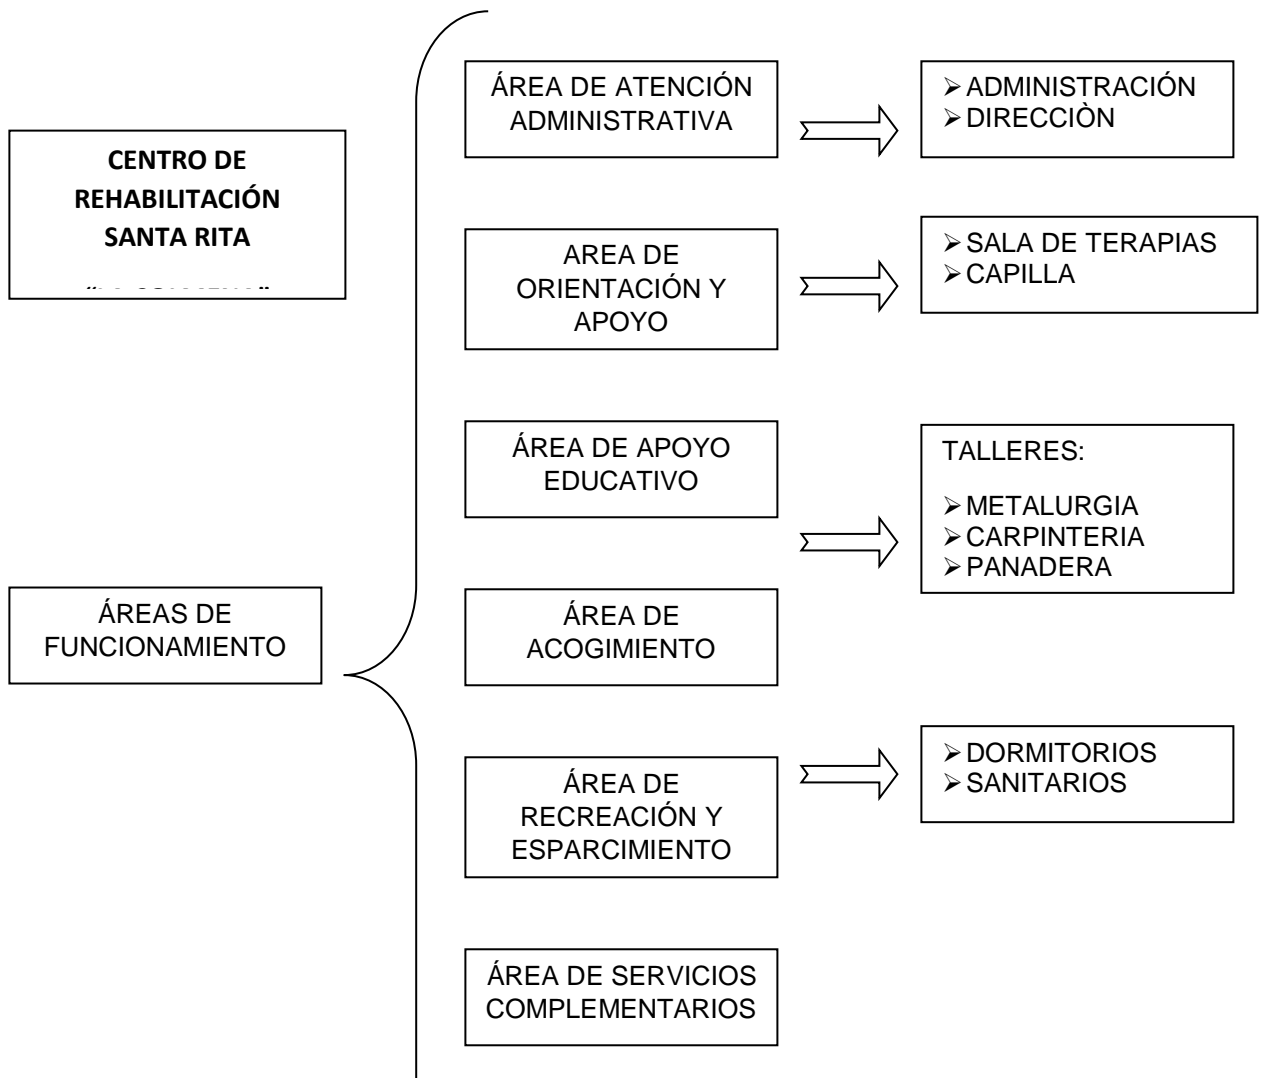 CENTRO DE
REHABILITACIÓN
SANTA RITA
ÁREAS DE
FUNCIONAMIENTO
ÁREA DE ATENCIÓN
ADMINISTRATIVA
AREA DE
ORIENTACIÓN Y
APOYO
ÁREA DE APOYO
EDUCATIVO
ÁREA DE
ACOGIMIENTO
ÁREA DE
RECREACIÓN Y
ESPARCIMIENTO
ÁREA DE SERVICIOS
COMPLEMENTARIOS
➢ ADMINISTRACIÓN
➢ DIRECCIÒN
➢ SALA DE TERAPIAS
➢ CAPILLA
TALLERES:
➢ METALURGIA
➢ CARPINTERIA
➢ PANADERA
➢ DORMITORIOS
➢ SANITARIOS